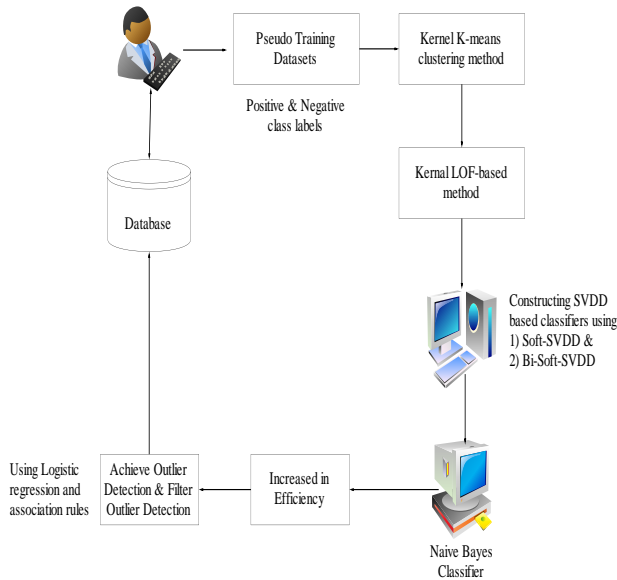 Pseudo Training
Datasets
Kernel K-means
clustering method
Positive & Negative
class labels
Kernal LOF-based
method
Database
Constructing SVDD
based classifiers using
1) Soft-SVDD &
2) Bi-Soft-SVDD
Using Logistic
regression and
association rules
Achieve Outlier
Detection & Filter
Outlier Detection
Increased in
Efficiency
Naive Bayes
Classifier